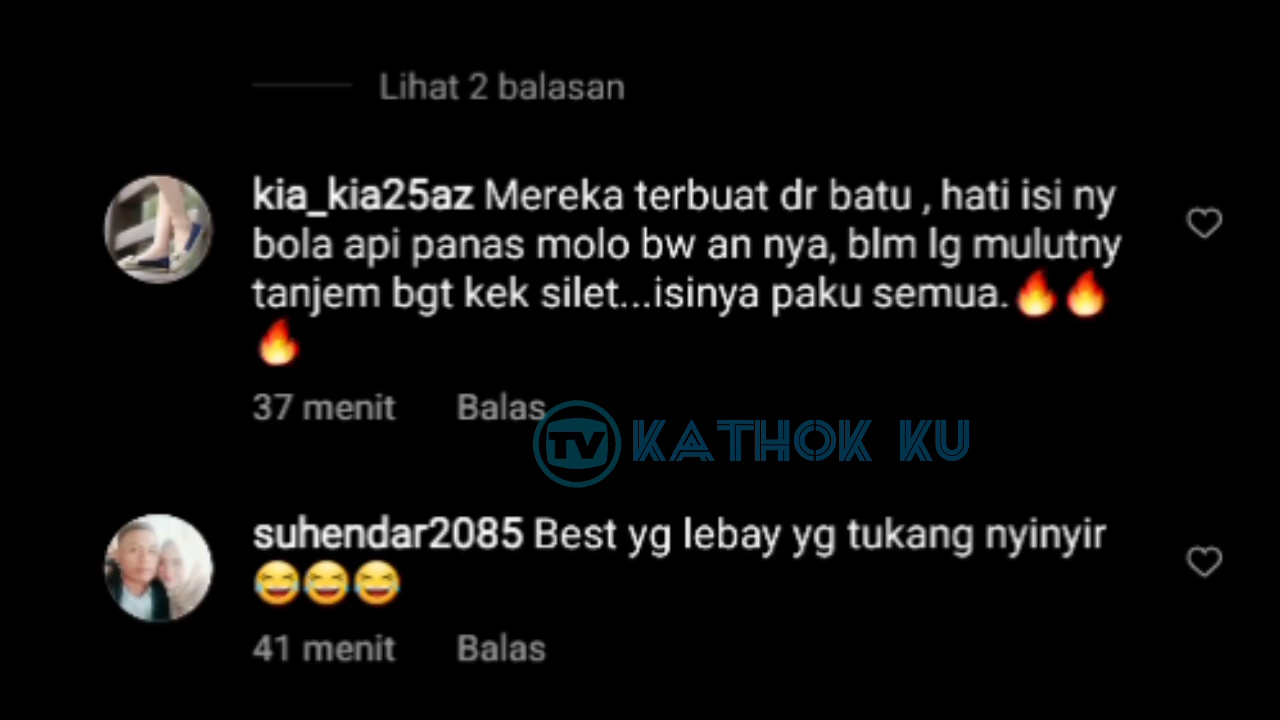 Lihat 2 balasan
kia_kia25az Mereka terbuat dr batu , hati isi ny
bola api panas molo bw an nya, blm lg mulutny
tanjem bgt kek silet...isinya paku semua.🔥🔥
🔥
37 menit Balas
TV KATHOK KU
suhendar2085 Best yg lebay yg tukang nyinyir
😂😂😂
41 menit Balas